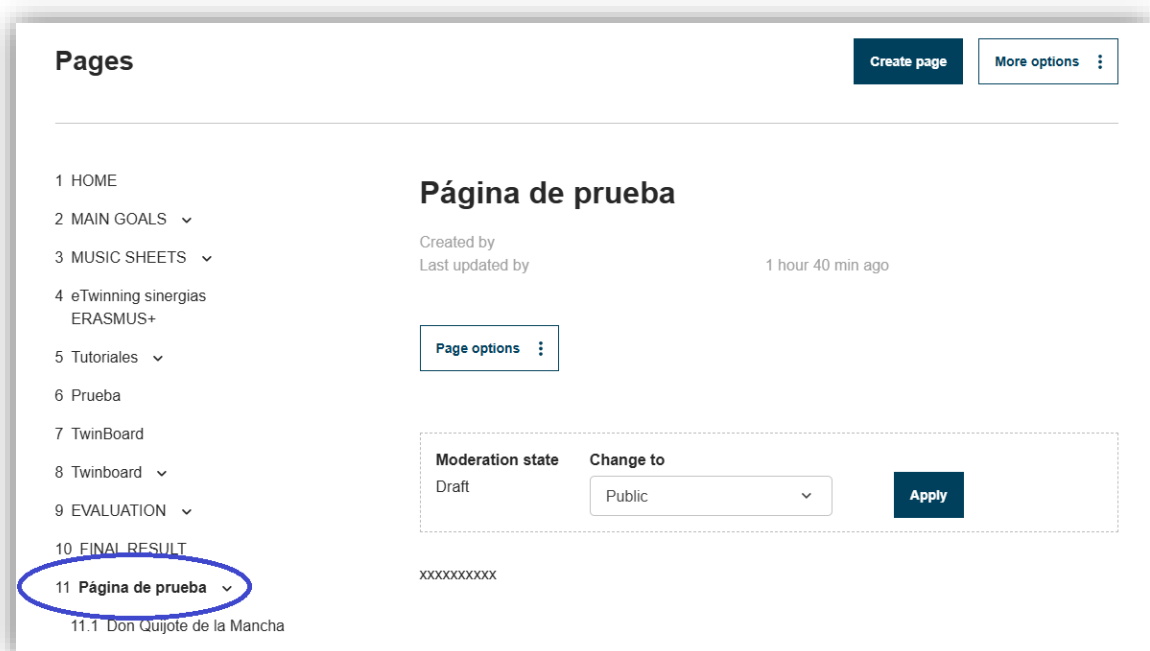 Pages
Create page
More options
1 HOME
2 MAIN GOALS
3 MUSIC SHEETS
4 eTwinning sinergias
ERASMUS+
5 Tutoriales
6 Prueba
7 TwinBoard
8 Twinboard
9 EVALUATION
10 FINAL RESULT
11 Página de prueba
11.1 Don Quijote de la Mancha
Página de prueba
Created by
Last updated by 1 hour 40 min ago
Page options
Moderation state Change to
Draft Public Apply
xxxxxxxxxx